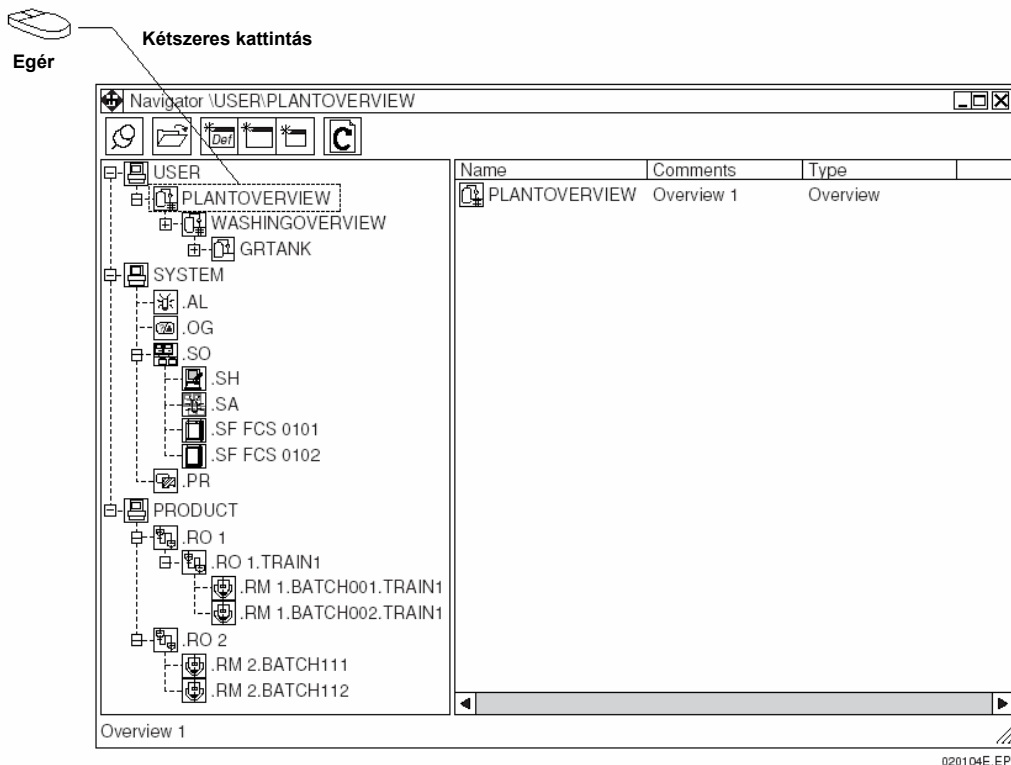 Kétszeres kattintás
Egér
Navigator \USER\PLANTOVERVIEW
Def
C
USER
PLANTOVERVIEW
WASHINGOVERVIEW
GRTANK
SYSTEM
.AL
.OG
.SO
.SH
.SA
.SF FCS 0101
.SF FCS 0102
.PR
PRODUCT
.RO 1
.RO 1.TRAIN1
.RM 1.BATCH001.TRAIN1
.RM 1.BATCH002.TRAIN1
.RO 2
.RM 2.BATCH111
.RM 2.BATCH112
Name Comments Type
PLANTOVERVIEW Overview 1 Overview
Overview 1
020104E.EP